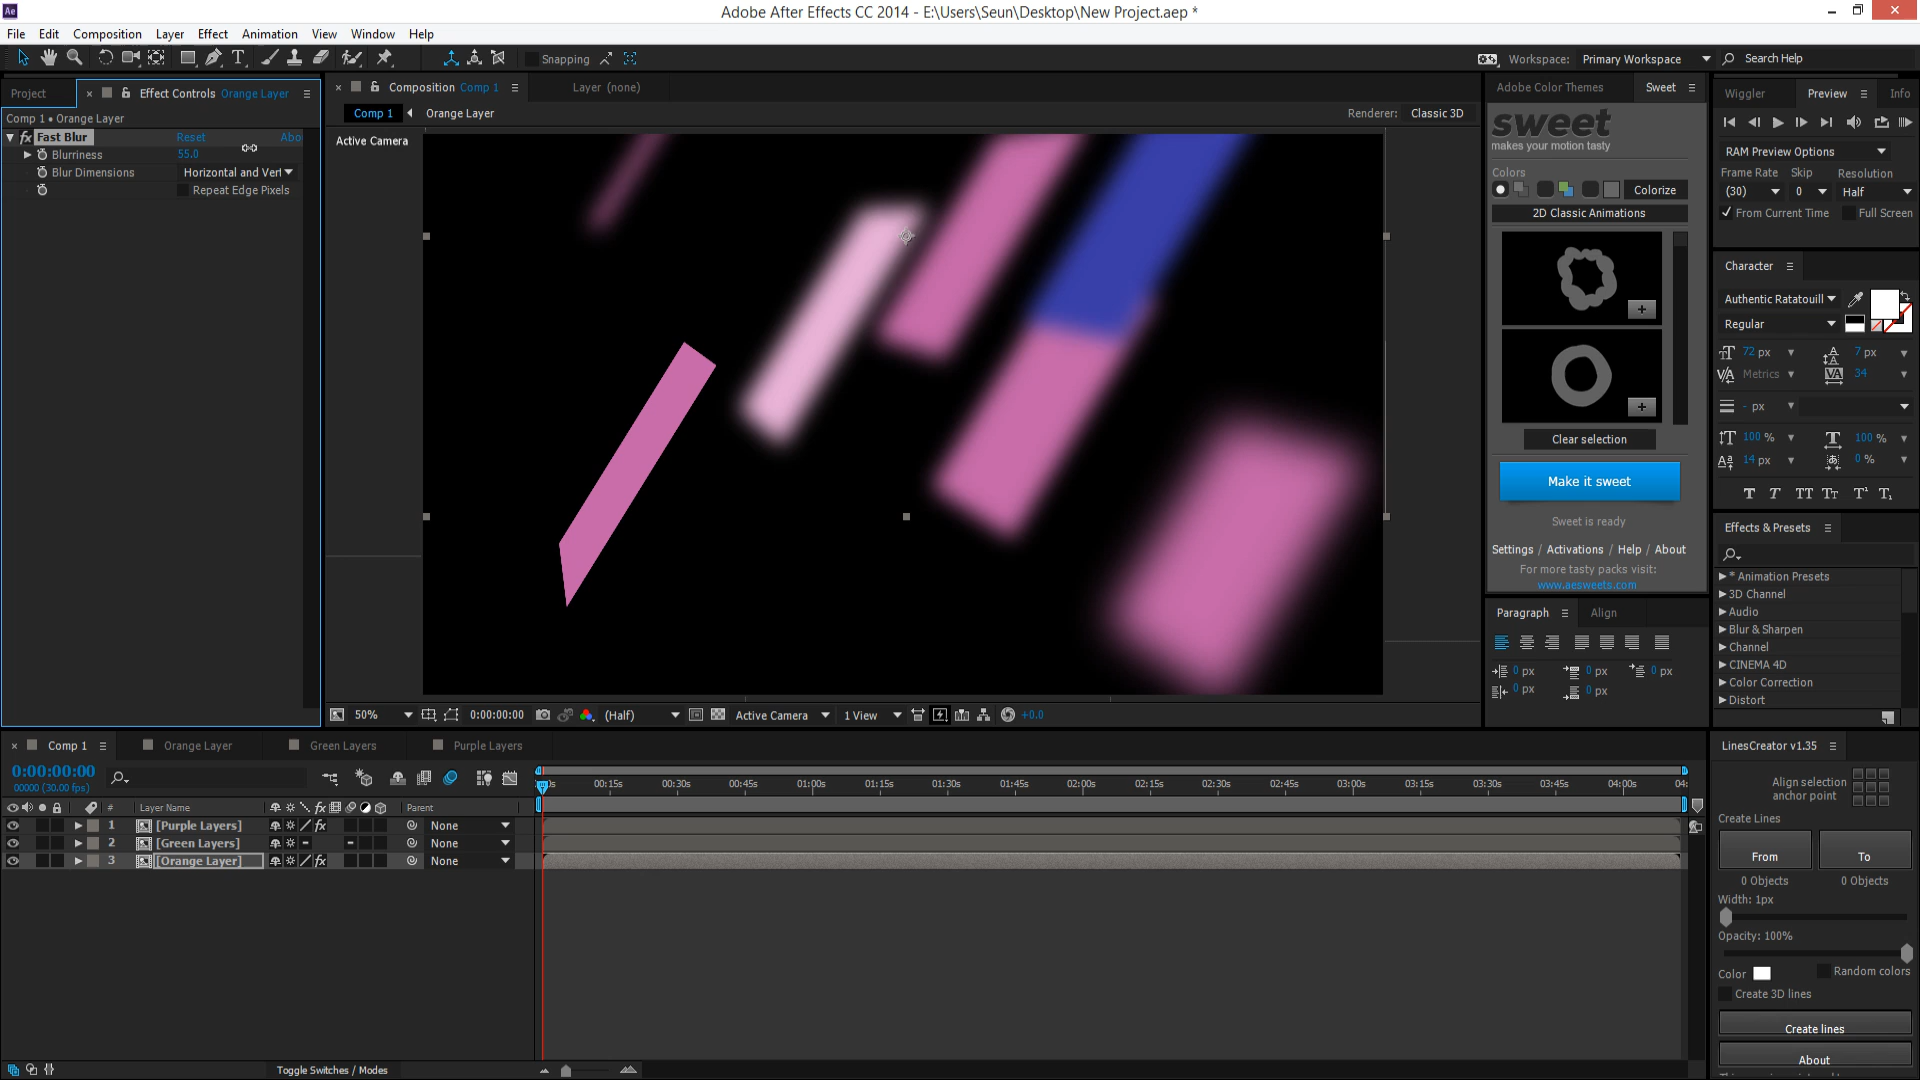 Adobe After Effects CC 2014 - E:\Users\Seun\Desktop\New Project.aep *
File Edit Composition Layer Effect Animation View Window Help
Snapping
Workspace: Primary Workspace Search Help
Project
Effect Controls Orange Layer
Comp 1 • Orange Layer
fx Fast Blur Reset Abo
Blurriness 55.0
Blur Dimensions Horizontal and Vert
Repeat Edge Pixels
Composition Comp 1
Layer (none)
Comp 1 Orange Layer
Renderer: Classic 3D
Active Camera
50% 0:00:00:00 (Half) Active Camera 1 View +0.0
Adobe Color Themes Sweet
sweet
makes your motion tasty
Colors
Colorize
2D Classic Animations
+
+
Clear selection
Make it sweet
Sweet is ready
Settings / Activations / Help / About
For more tasty packs visit:
www.aesweets.com
Paragraph Align
0 px 0 px 0 px
0 px 0 px
Wiggler Preview Info
RAM Preview Options
Frame Rate Skip Resolution
(30) 0 Half
From Current Time Full Screen
Character
Authentic Ratatouill
Regular
72 px 7 px
Metrics 34
- px
100 % 100 %
14 px 0 %
T T TT Tr T¹ T₁
Effects & Presets
* Animation Presets
3D Channel
Audio
Blur & Sharpen
Channel
CINEMA 4D
Color Correction
Distort
Comp 1 Orange Layer Green Layers Purple Layers
0:00:00:00
00000 (30.00 fps)
00:15s 00:30s 00:45s 01:00s 01:15s 01:30s 01:45s 02:00s 02:15s 02:30s 02:45s 03:00s 03:15s 03:30s 03:45s 04:00s 04:
# Layer Name Parent
1 [Purple Layers] fx None
2 [Green Layers] None
3 [Orange Layer] fx None
Toggle Switches / Modes
LinesCreator v1.35
Align selection
anchor point
Create Lines
From To
0 Objects 0 Objects
Width: 1px
Opacity: 100%
Color Random colors
Create 3D lines
Create lines
About